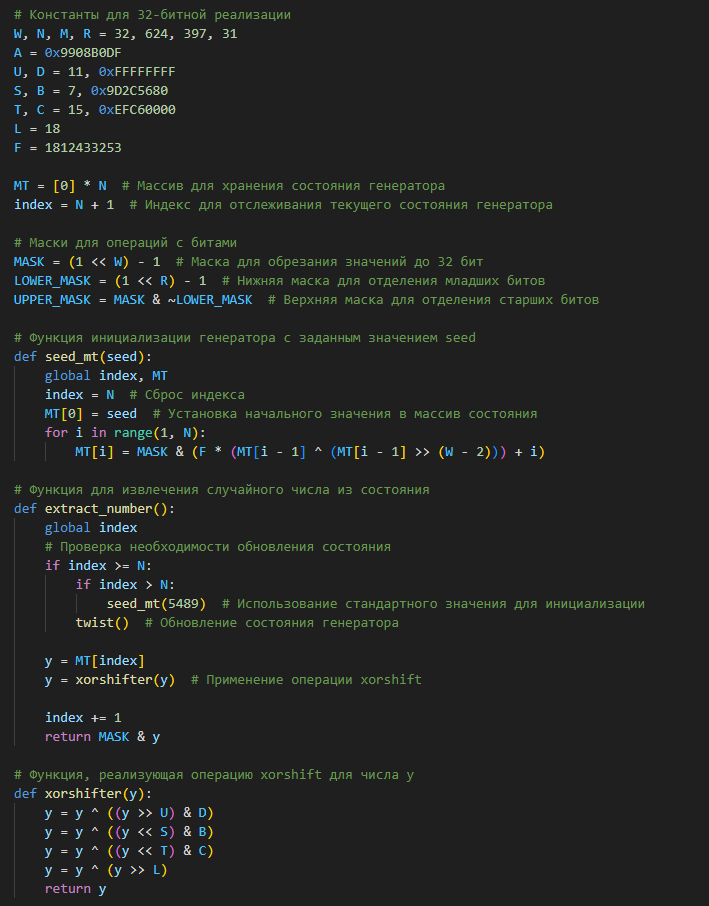 # Константы для 32-битной реализации
W, N, M, R = 32, 624, 397, 31
A = 0x9908B0DF
U, D = 11, 0xFFFFFFFF
S, B = 7, 0x9D2C5680
T, C = 15, 0xEFC60000
L = 18
F = 1812433253
MT = [0] * N  # Массив для хранения состояния генератора
index = N + 1  # Индекс для отслеживания текущего состояния генератора
# Маски для операций с битами
MASK = (1 << W) - 1  # Маска для обрезания значений до 32 бит
LOWER_MASK = (1 << R) - 1  # Нижняя маска для отделения младших битов
UPPER_MASK = MASK & ~LOWER_MASK  # Верхняя маска для отделения старших битов
# Функция инициализации генератора с заданным значением seed
def seed_mt(seed):
    global index, MT
    index = N  # Сброс индекса
    MT[0] = seed  # Установка начального значения в массив состояния
    for i in range(1, N):
        MT[i] = MASK & (F * (MT[i - 1] ^ (MT[i - 1] >> (W - 2))) + i)
# Функция для извлечения случайного числа из состояния
def extract_number():
    global index
    # Проверка необходимости обновления состояния
    if index >= N:
        if index > N:
            seed_mt(5489)  # Использование стандартного значения для инициализации
        twist()  # Обновление состояния генератора
    y = MT[index]
    y = xorshifter(y)  # Применение операции xorshift
    index += 1
    return MASK & y
# Функция, реализующая операцию xorshift для числа y
def xorshifter(y):
    y = y ^ ((y >> U) & D)
    y = y ^ ((y << S) & B)
    y = y ^ ((y << T) & C)
    y = y ^ (y >> L)
    return y